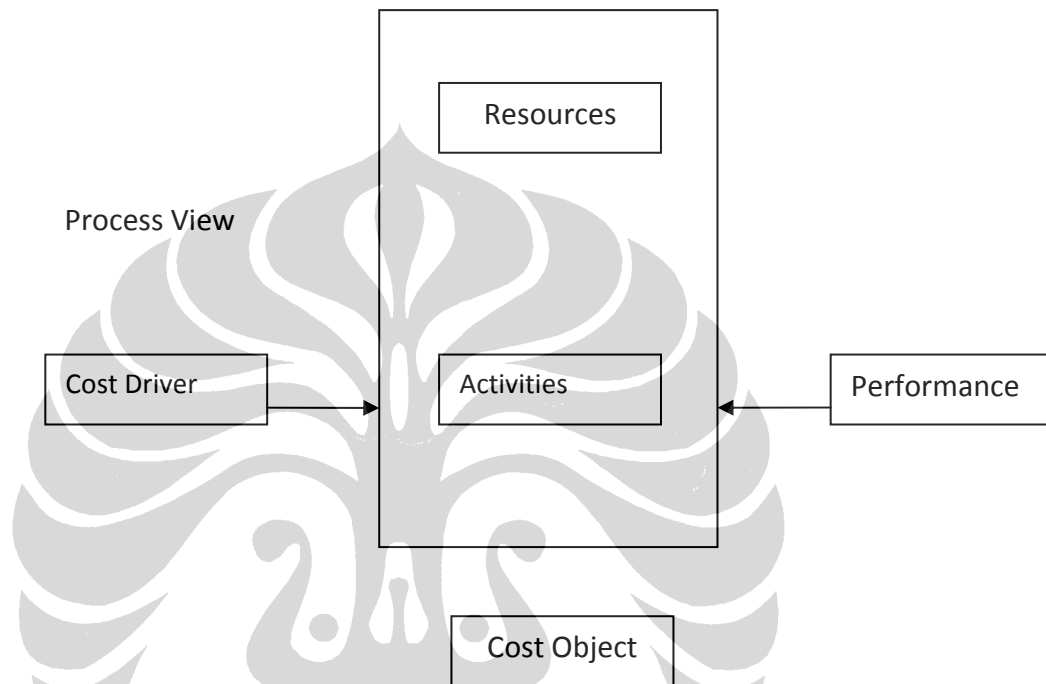 Resources
Process View
Cost Driver
Activities
Performance
Cost Object